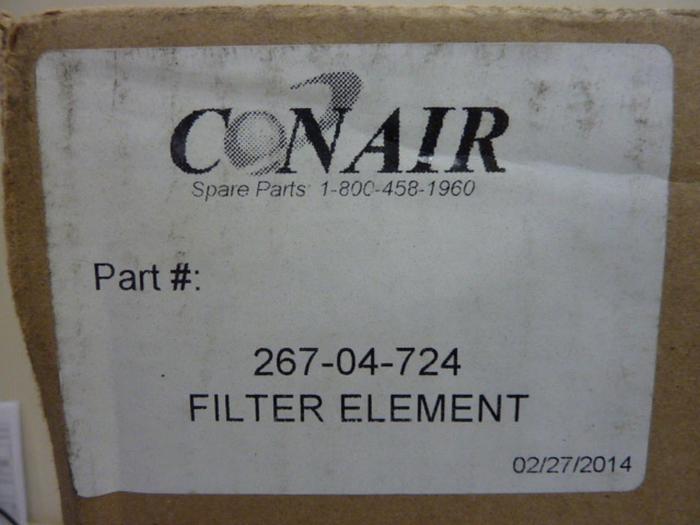 CONAIR
Spare Parts: 1-800-458-1960
Part #:
267-04-724
FILTER ELEMENT
02/27/2014